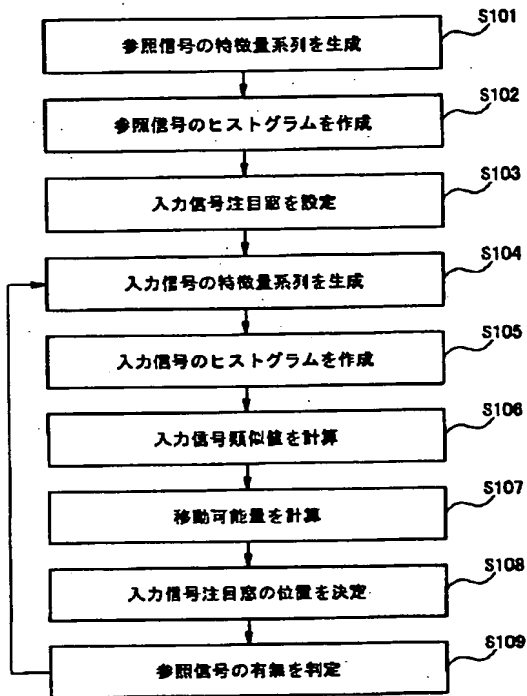 S101
参照信号の特徴量系列を生成
S102
参照信号のヒストグラムを作成
S103
入力信号注目窓を設定
S104
入力信号の特徴量系列を生成
S105
入力信号のヒストグラムを作成
S106
入力信号類似値を計算
S107
移動可能量を計算
S108
入力信号注目窓の位置を決定
S109
参照信号の有無を判定